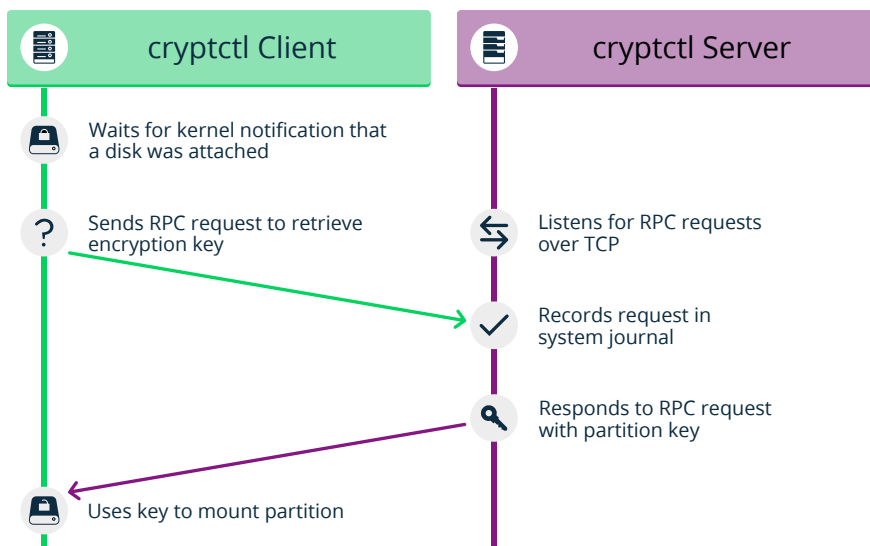 cryptctl Client
cryptctl Server
Waits for kernel notification that
a disk was attached
Sends RPC request to retrieve
encryption key
Listens for RPC requests
over TCP
Records request in
system journal
Responds to RPC request
with partition key
Uses key to mount partition